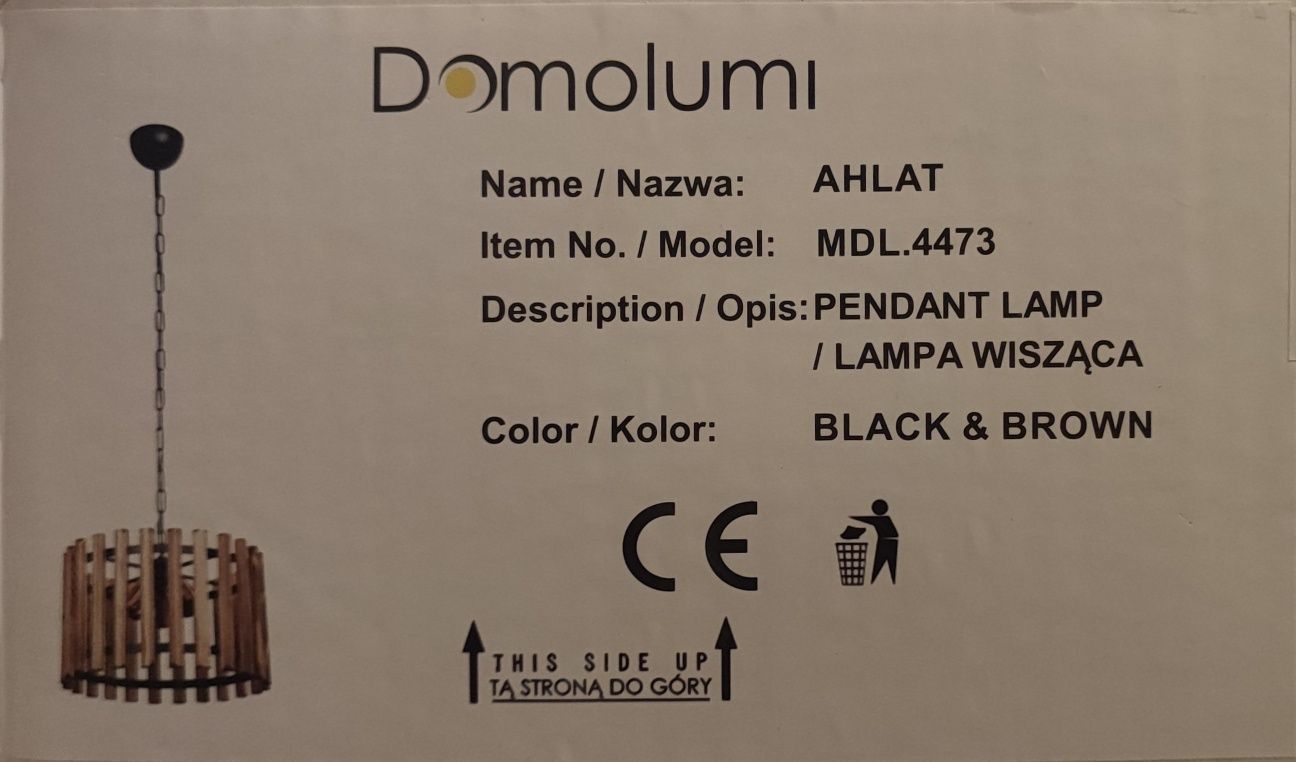 Domolumi
Name / Nazwa: AHLAT
Item No. / Model: MDL.4473
Description / Opis: PENDANT LAMP
/ LAMPA WISZĄCA
Color / Kolor: BLACK & BROWN
CE
THIS SIDE UP
TĄ STRONĄ DO GÓRY